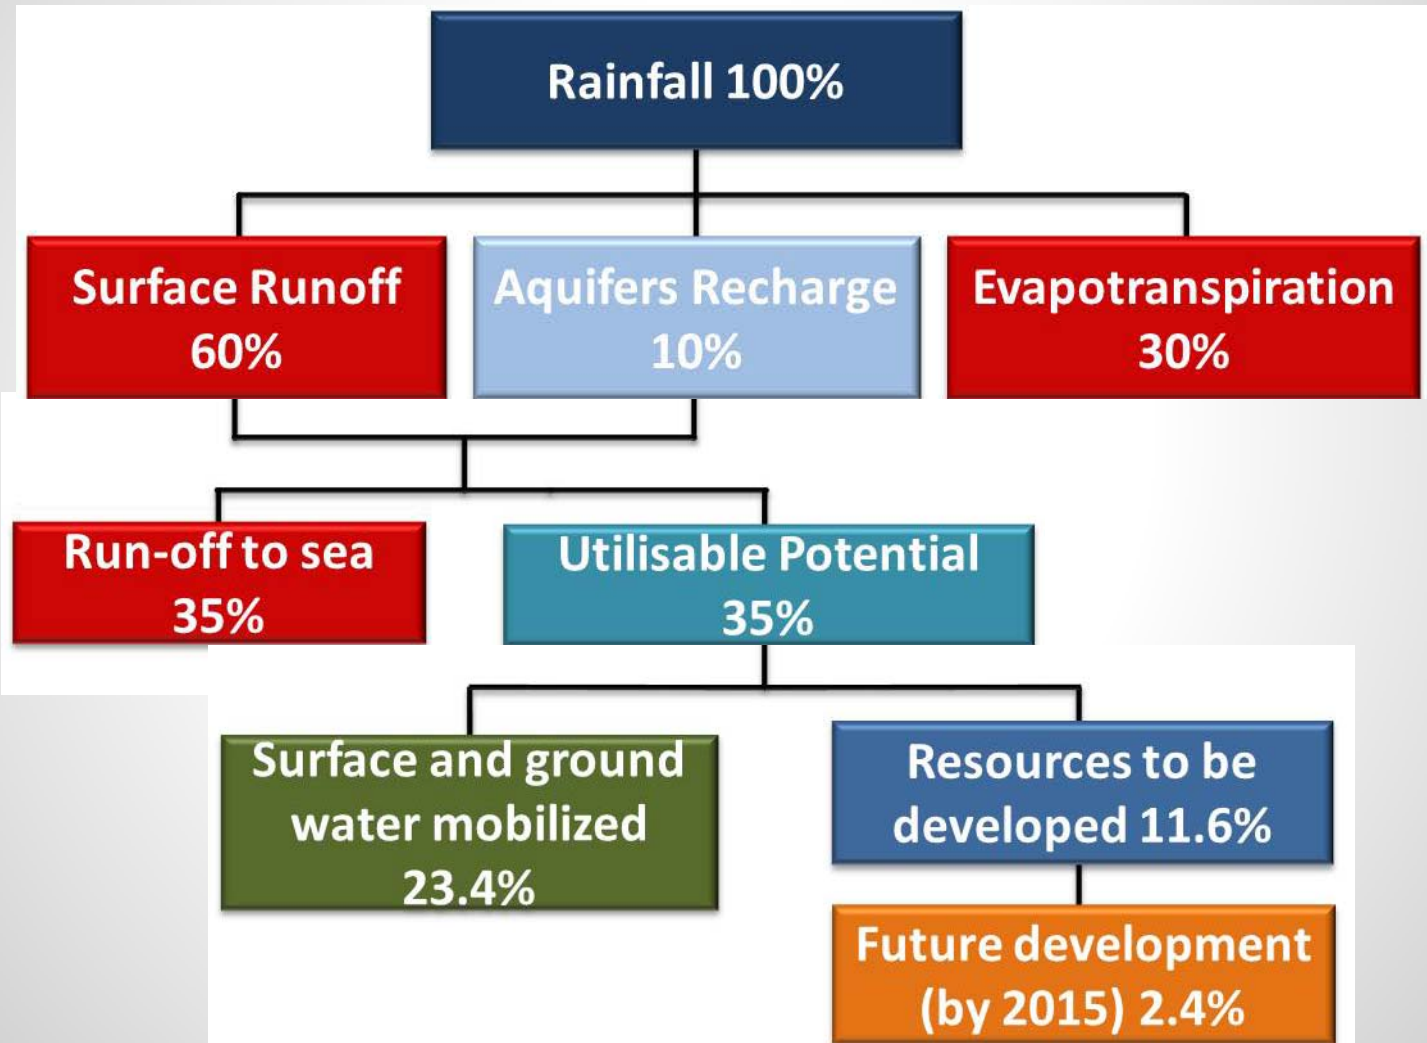 Rainfall 100%
Surface Runoff
60%
Aquifers Recharge
10%
Evapotranspiration
30%
Run-off to sea
35%
Utilisable Potential
35%
Surface and ground
water mobilized
23.4%
Resources to be
developed 11.6%
Future development
(by 2015) 2.4%